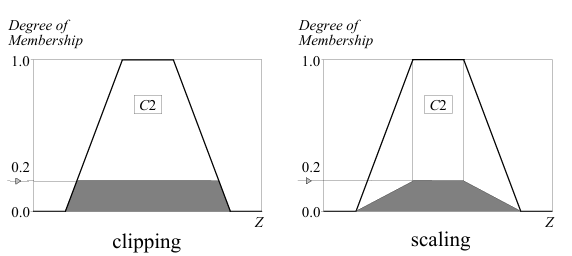 Degree of
Membership
1.0
C2
0.2
0.0
Z
clipping
Degree of
Membership
1.0
C2
0.2
0.0
Z
scaling